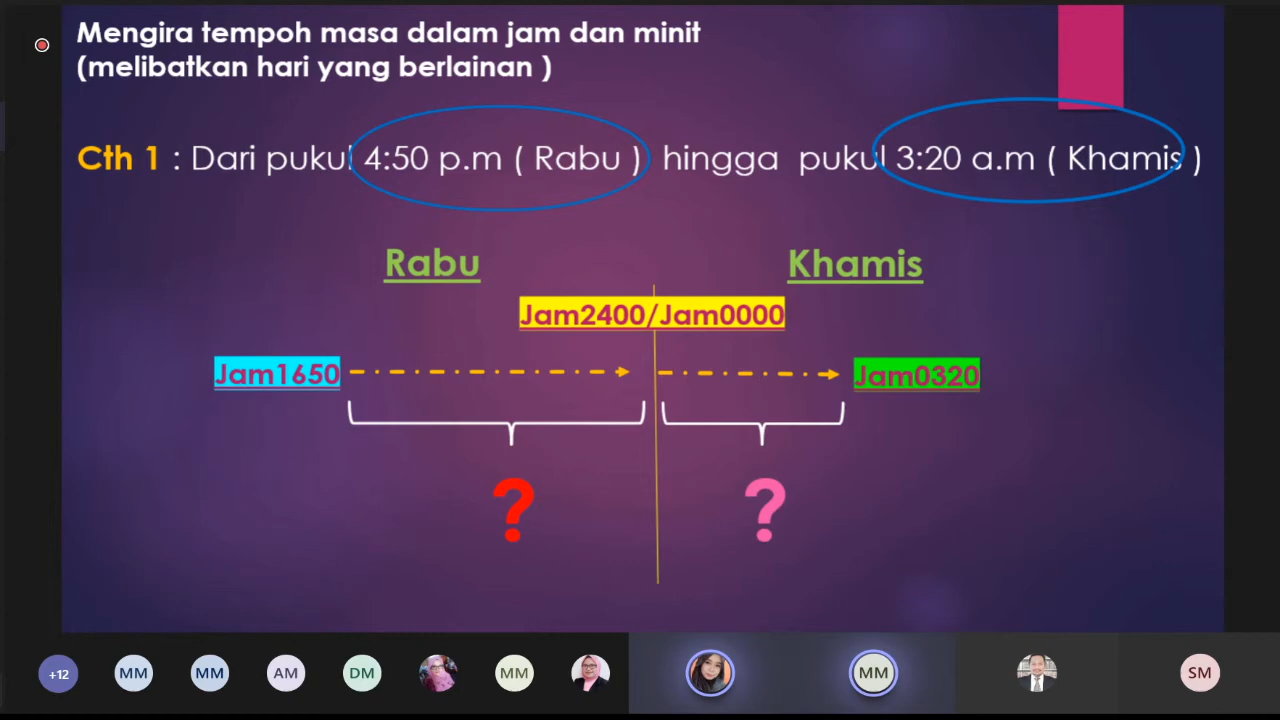 Mengira tempoh masa dalam jam dan minit
(melibatkan hari yang berlainan )
Cth 1 : Dari pukul 4:50 p.m ( Rabu ) hingga pukul 3:20 a.m ( Khamis )
Rabu
Khamis
Jam2400/Jam0000
Jam1650
Jam0320
? ?
+12 MM MM AM DM MM MM SM